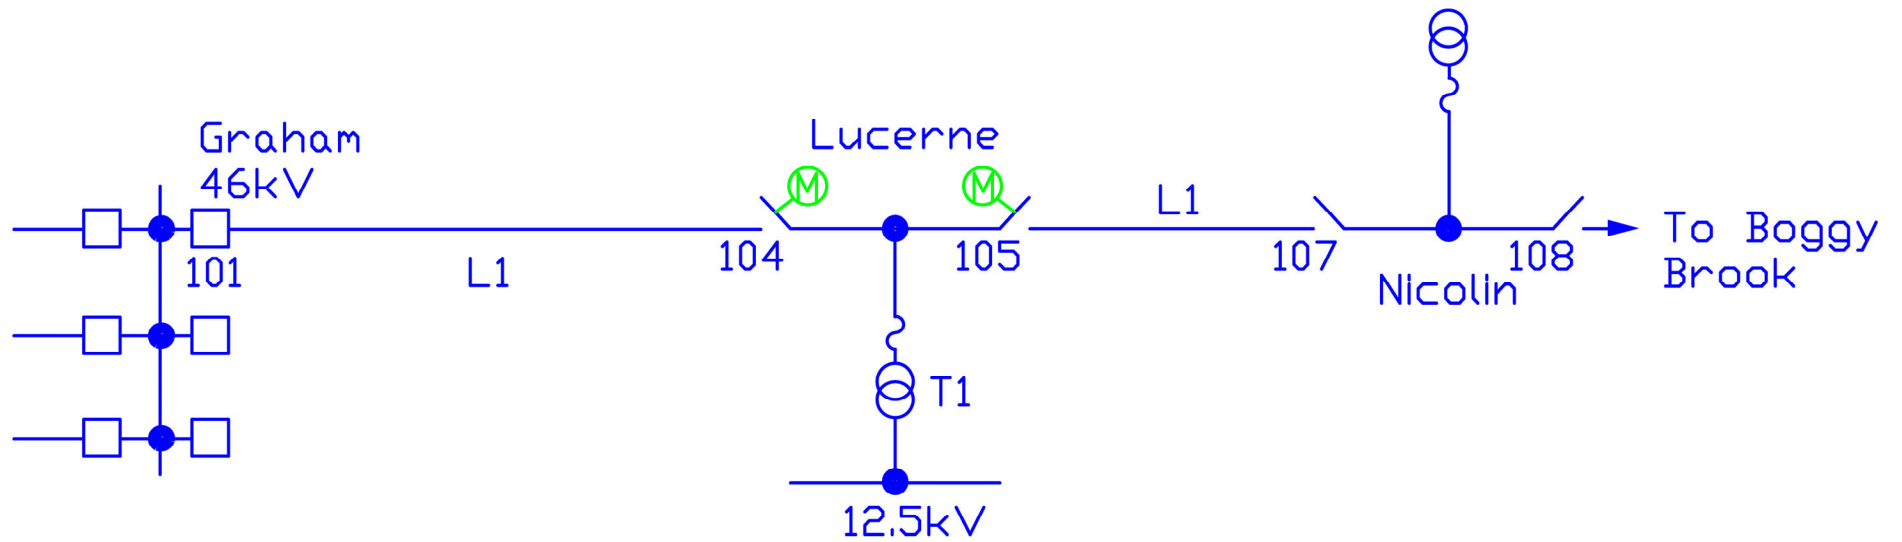 Graham
46kV
101
L1
Lucerne
M
M
104
105
T1
12.5kV
L1
107
108
Nicolin
To Boggy
Brook